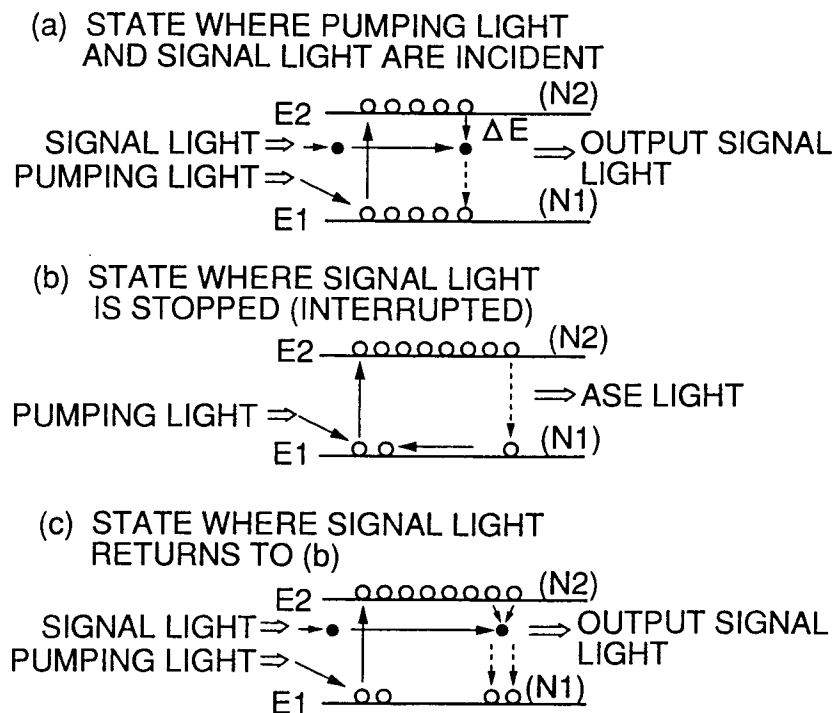 (a) STATE WHERE PUMPING LIGHT
AND SIGNAL LIGHT ARE INCIDENT
E2 (N2)
SIGNAL LIGHT⇒ ΔE ⇒ OUTPUT SIGNAL
PUMPING LIGHT⇒ LIGHT
E1 (N1)
(b) STATE WHERE SIGNAL LIGHT
IS STOPPED (INTERRUPTED)
E2 (N2)
PUMPING LIGHT⇒ ⇒ ASE LIGHT
E1 (N1)
(c) STATE WHERE SIGNAL LIGHT
RETURNS TO (b)
E2 (N2)
SIGNAL LIGHT⇒ ⇒ OUTPUT SIGNAL
PUMPING LIGHT⇒ LIGHT
E1 (N1)